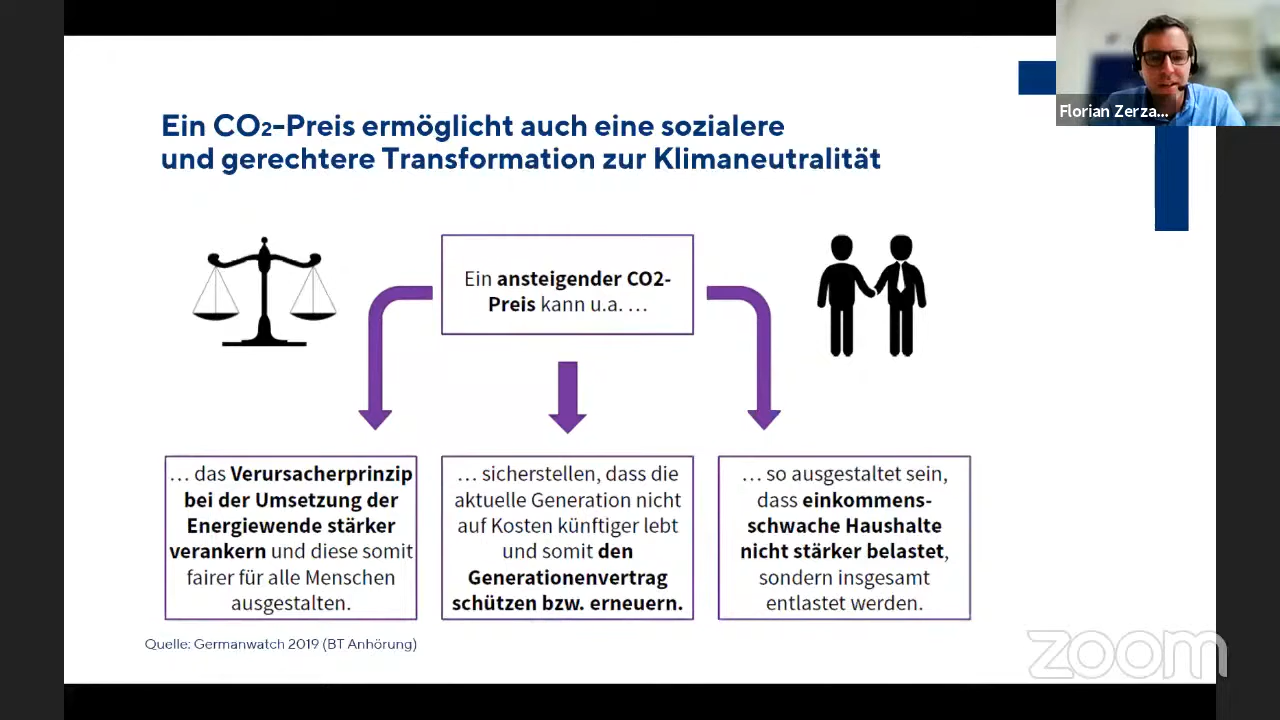 Florian Zerza...
Ein CO2-Preis ermöglicht auch eine sozialere
und gerechtere Transformation zur Klimaneutralität
Ein ansteigender CO2-
Preis kann u.a. …
… das Verursacherprinzip
bei der Umsetzung der
Energiewende stärker
verankern und diese somit
fairer für alle Menschen
ausgestalten.
… sicherstellen, dass die
aktuelle Generation nicht
auf Kosten künftiger lebt
und somit den
Generationenvertrag
schützen bzw. erneuern.
… so ausgestaltet sein,
dass einkommens-
schwache Haushalte
nicht stärker belastet,
sondern insgesamt
entlastet werden.
Quelle: Germanwatch 2019 (BT Anhörung)
zoom